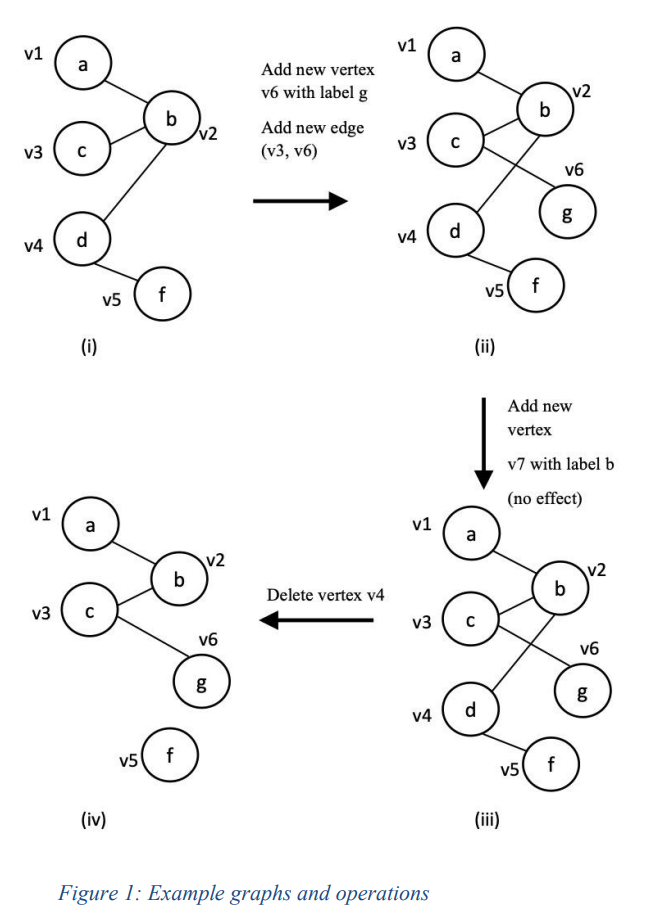 v1
a
b
v2
v3
c
v4
d
v5
f
(i)
Add new vertex
v6 with label g
Add new edge
(v3, v6)
v1
a
v2
b
v3
c
v6
g
v4
d
v5
f
(ii)
Add new
vertex
v7 with label b
(no effect)
v1
a
v2
b
v3
c
v6
g
v4
d
v5
f
(iii)
Delete vertex v4
v1
a
v2
b
v3
c
v6
g
v5
f
(iv)
Figure 1: Example graphs and operations